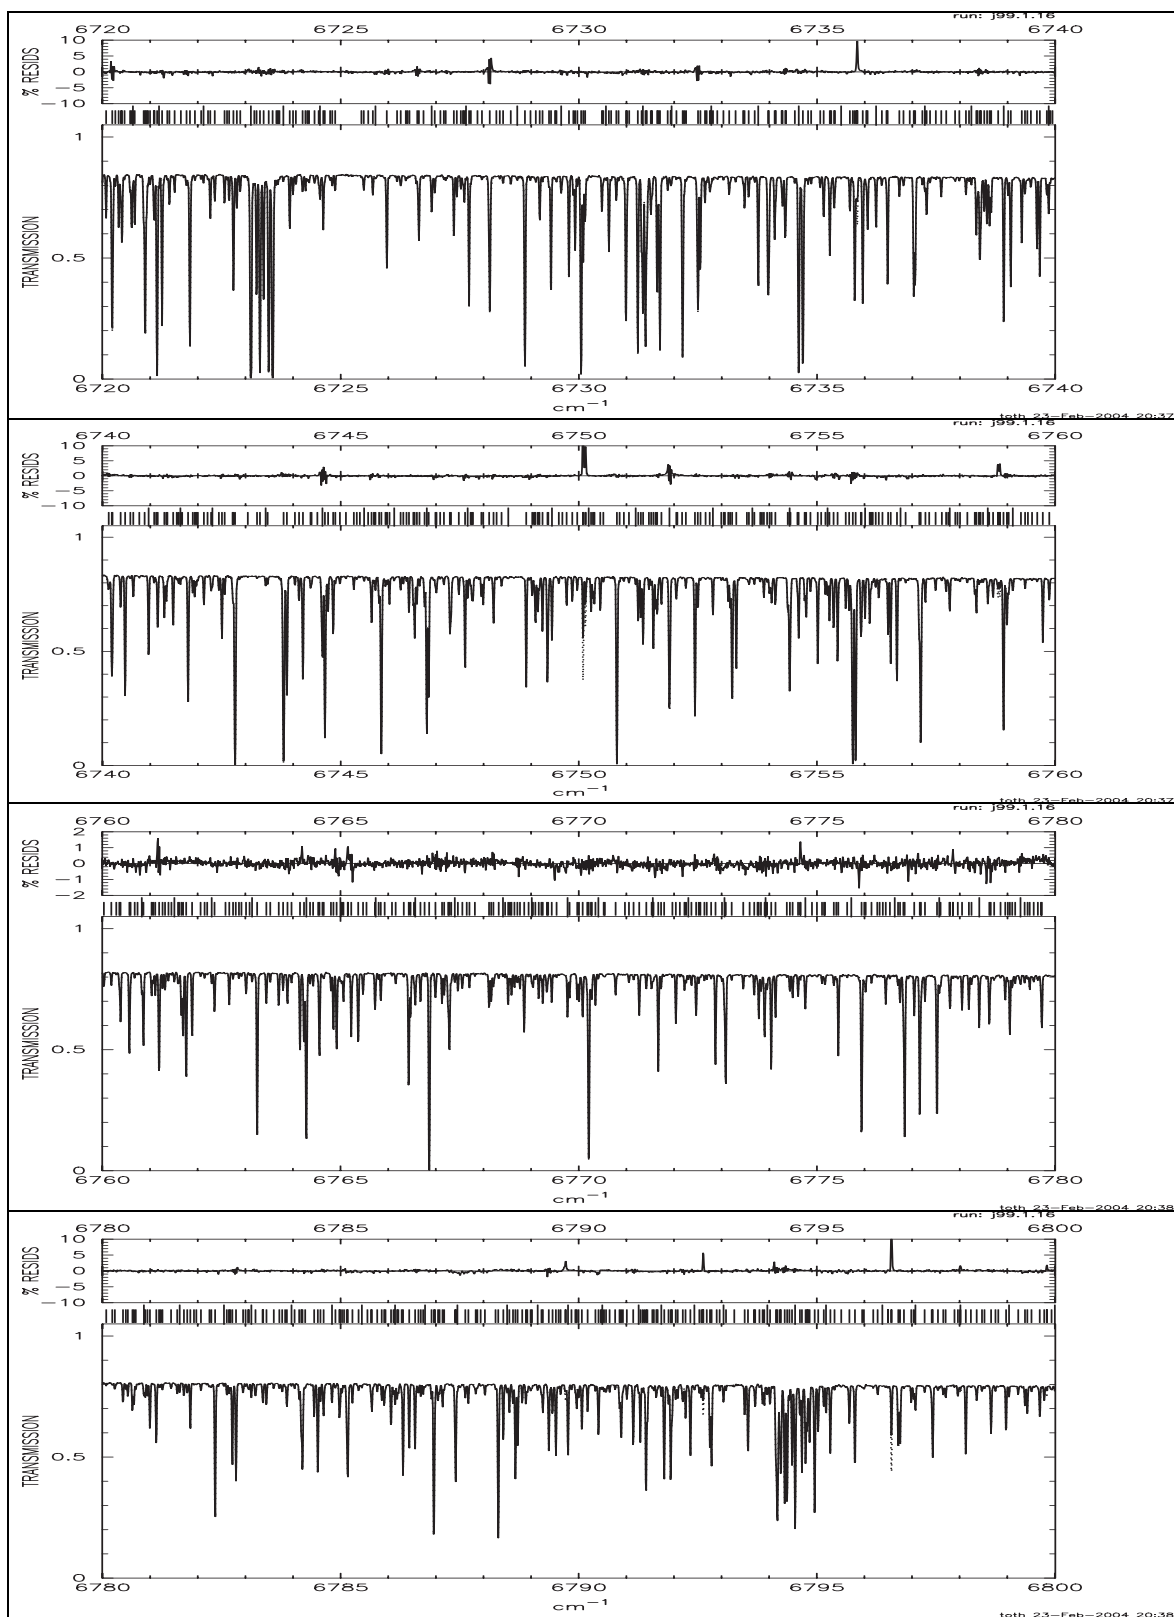 run: j99.1.16
6720 6725 6730 6735 6740
10
5
0
−5
−10
% RESIDS
1
0.5
0
TRANSMISSION
6720 6725 6730 6735 6740
cm−1
toth 23−Feb−2004 20:37
run: j99.1.16
6740 6745 6750 6755 6760
10
5
0
−5
−10
% RESIDS
1
0.5
0
TRANSMISSION
6740 6745 6750 6755 6760
cm−1
toth 23−Feb−2004 20:37
run: j99.1.16
6760 6765 6770 6775 6780
2
1
0
−1
−2
% RESIDS
1
0.5
0
TRANSMISSION
6760 6765 6770 6775 6780
cm−1
toth 23−Feb−2004 20:38
run: j99.1.16
6780 6785 6790 6795 6800
10
5
0
−5
−10
% RESIDS
1
0.5
0
TRANSMISSION
6780 6785 6790 6795 6800
cm−1
toth 23−Feb−2004 20:38